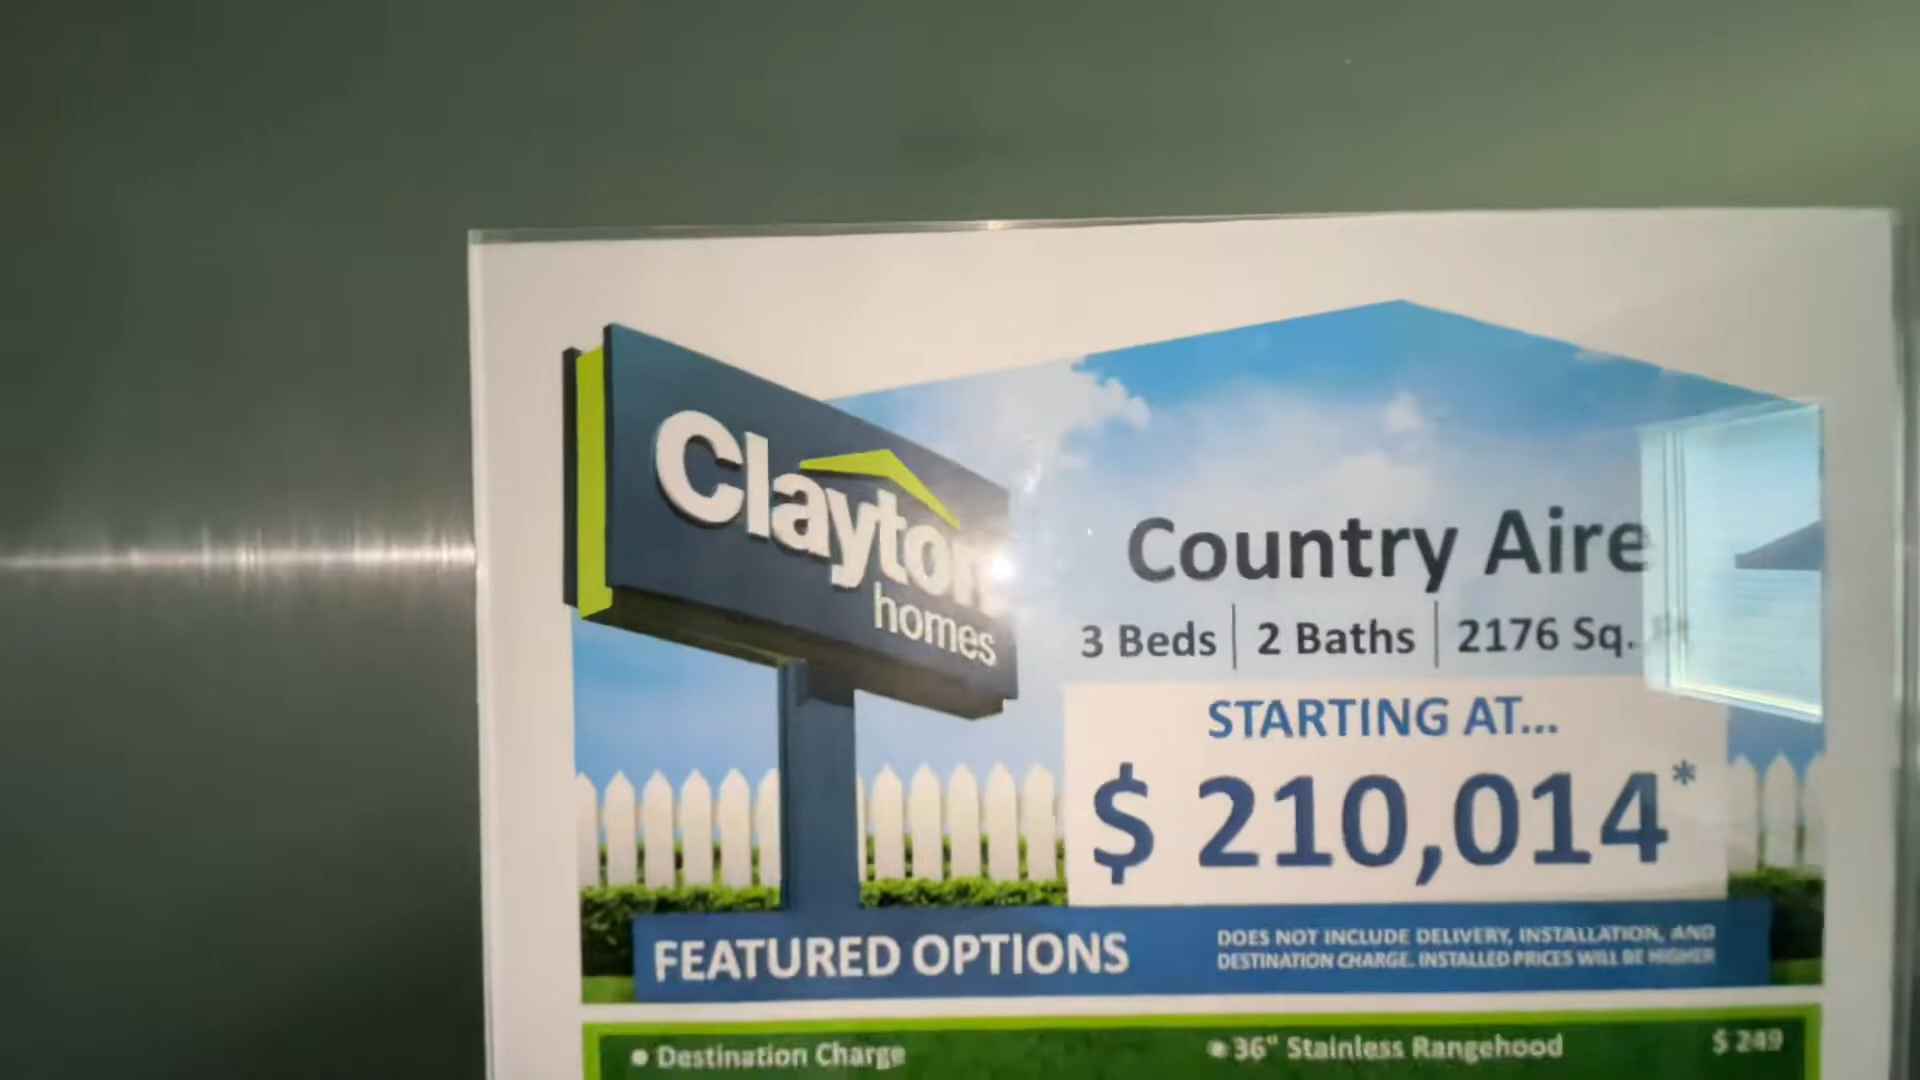 Clayton
homes
Country Aire
3 Beds | 2 Baths | 2176 Sq.
STARTING AT...
$ 210,014*
FEATURED OPTIONS
DOES NOT INCLUDE DELIVERY, INSTALLATION, AND
DESTINATION CHARGE. INSTALLED PRICES WILL BE HIGHER
• Destination Charge
• 36" Stainless Rangehood $ 249